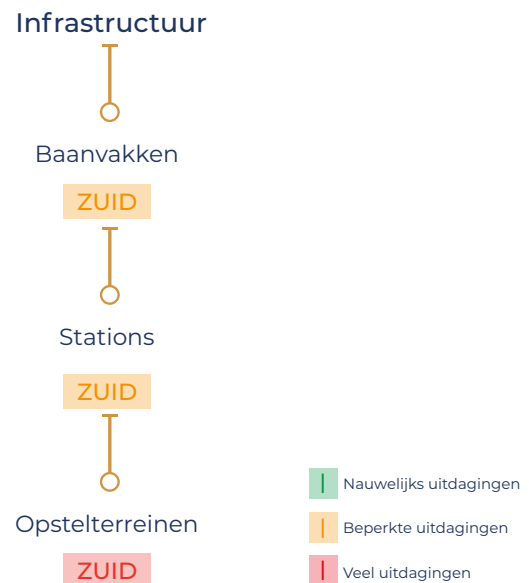 Infrastructuur
Baanvakken
ZUID
Stations
ZUID
Opstelterreinen
ZUID
Nauwelijks uitdagingen
Beperkte uitdagingen
Veel uitdagingen